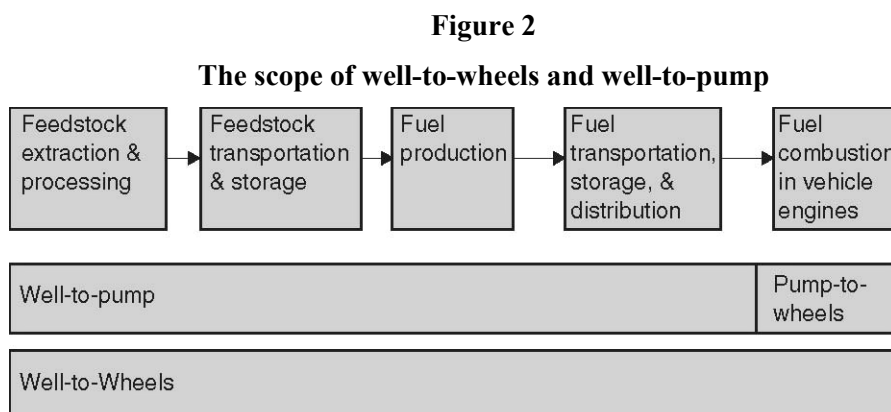 Figure 2
The scope of well-to-wheels and well-to-pump
Feedstock
extraction &
processing
Feedstock
transportation
& storage
Fuel
production
Fuel
transportation,
storage, &
distribution
Fuel
combustion
in vehicle
engines
Well-to-pump
Pump-to-
wheels
Well-to-Wheels